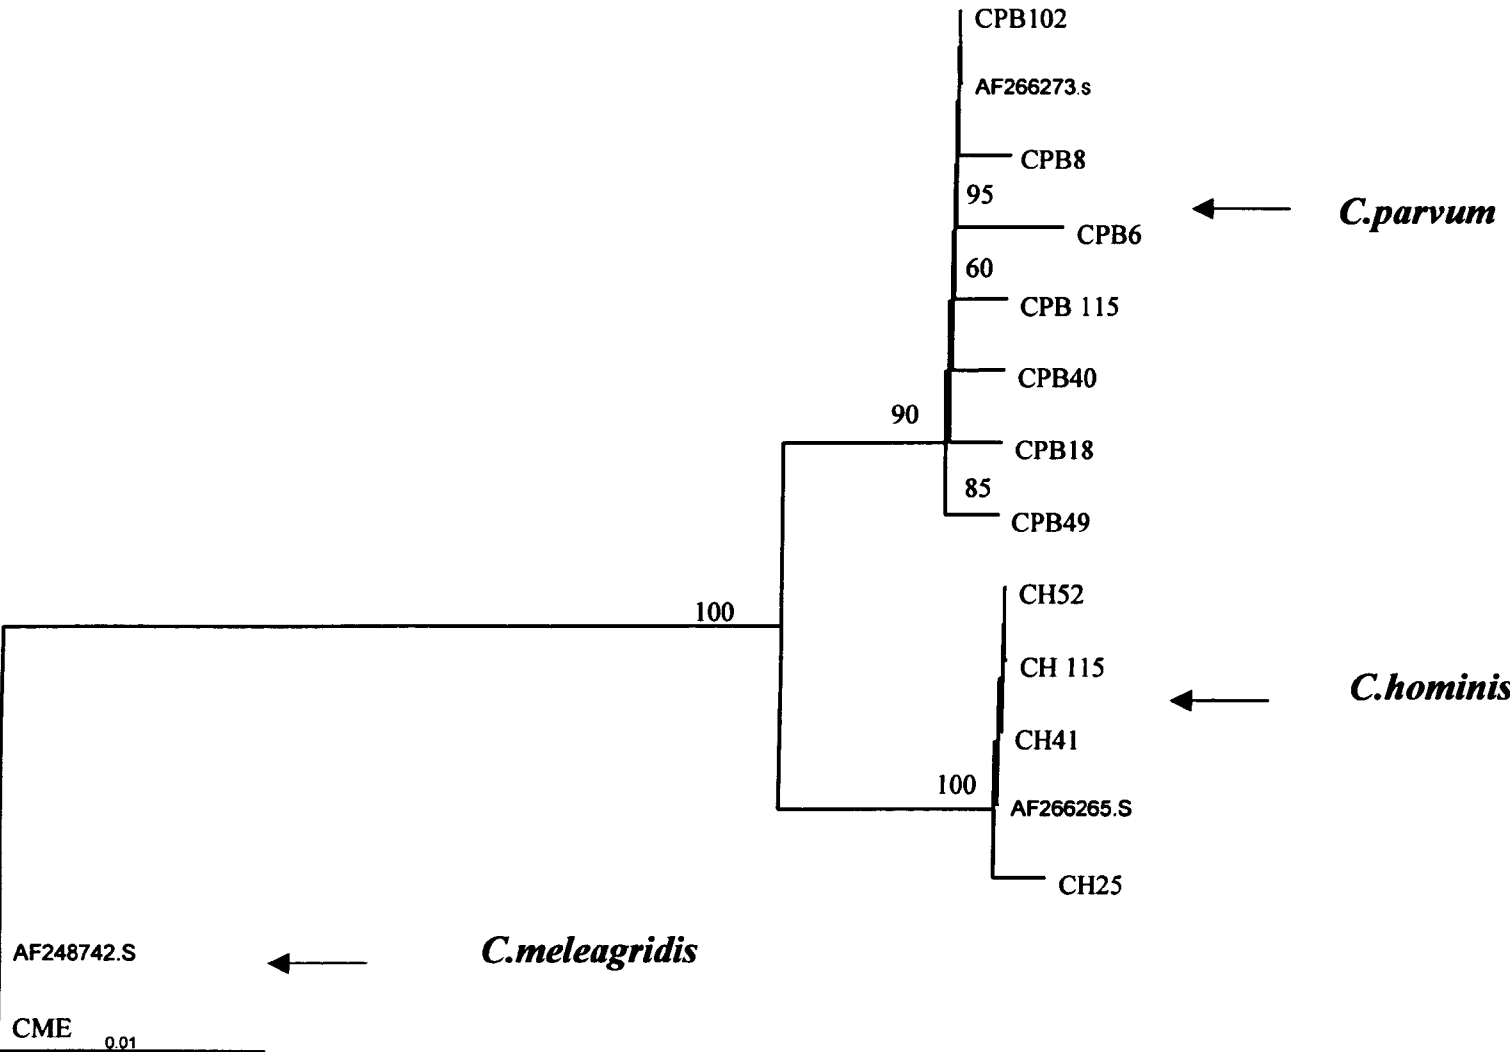 CPB102
AF266273.s
CPB8
95
C.parvum
CPB6
60
CPB 115
CPB40
90
CPB18
85
CPB49
CH52
100
CH 115
C.hominis
CH41
100
AF266265.S
CH25
AF248742.S
C.meleagridis
CME
0.01